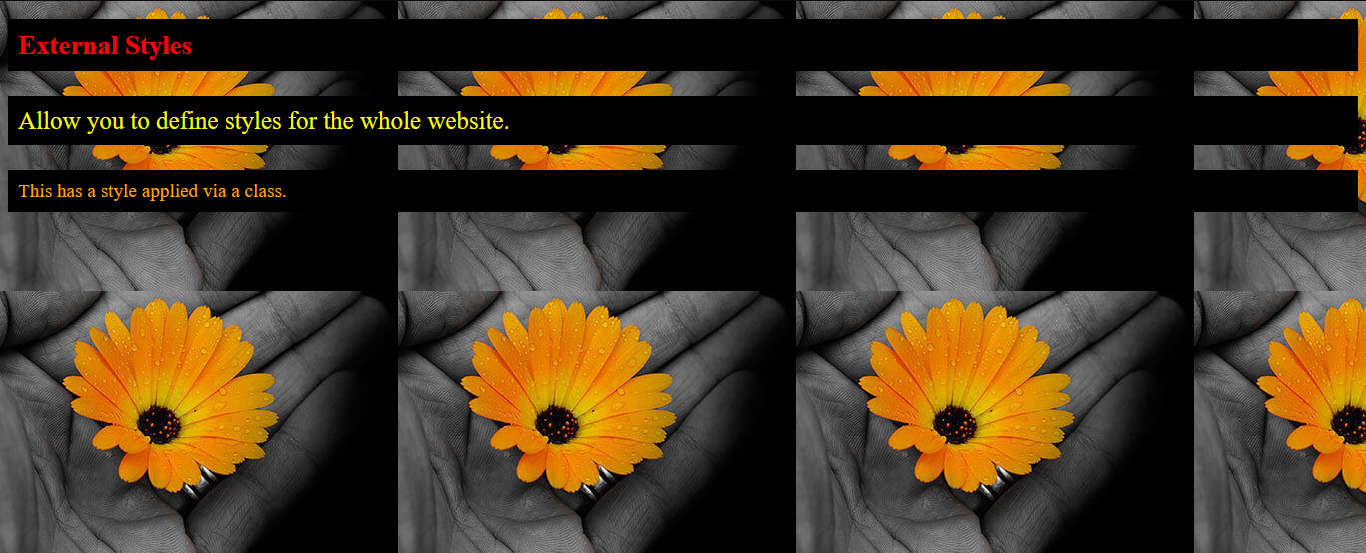 External Styles
Allow you to define styles for the whole website.
This has a style applied via a class.